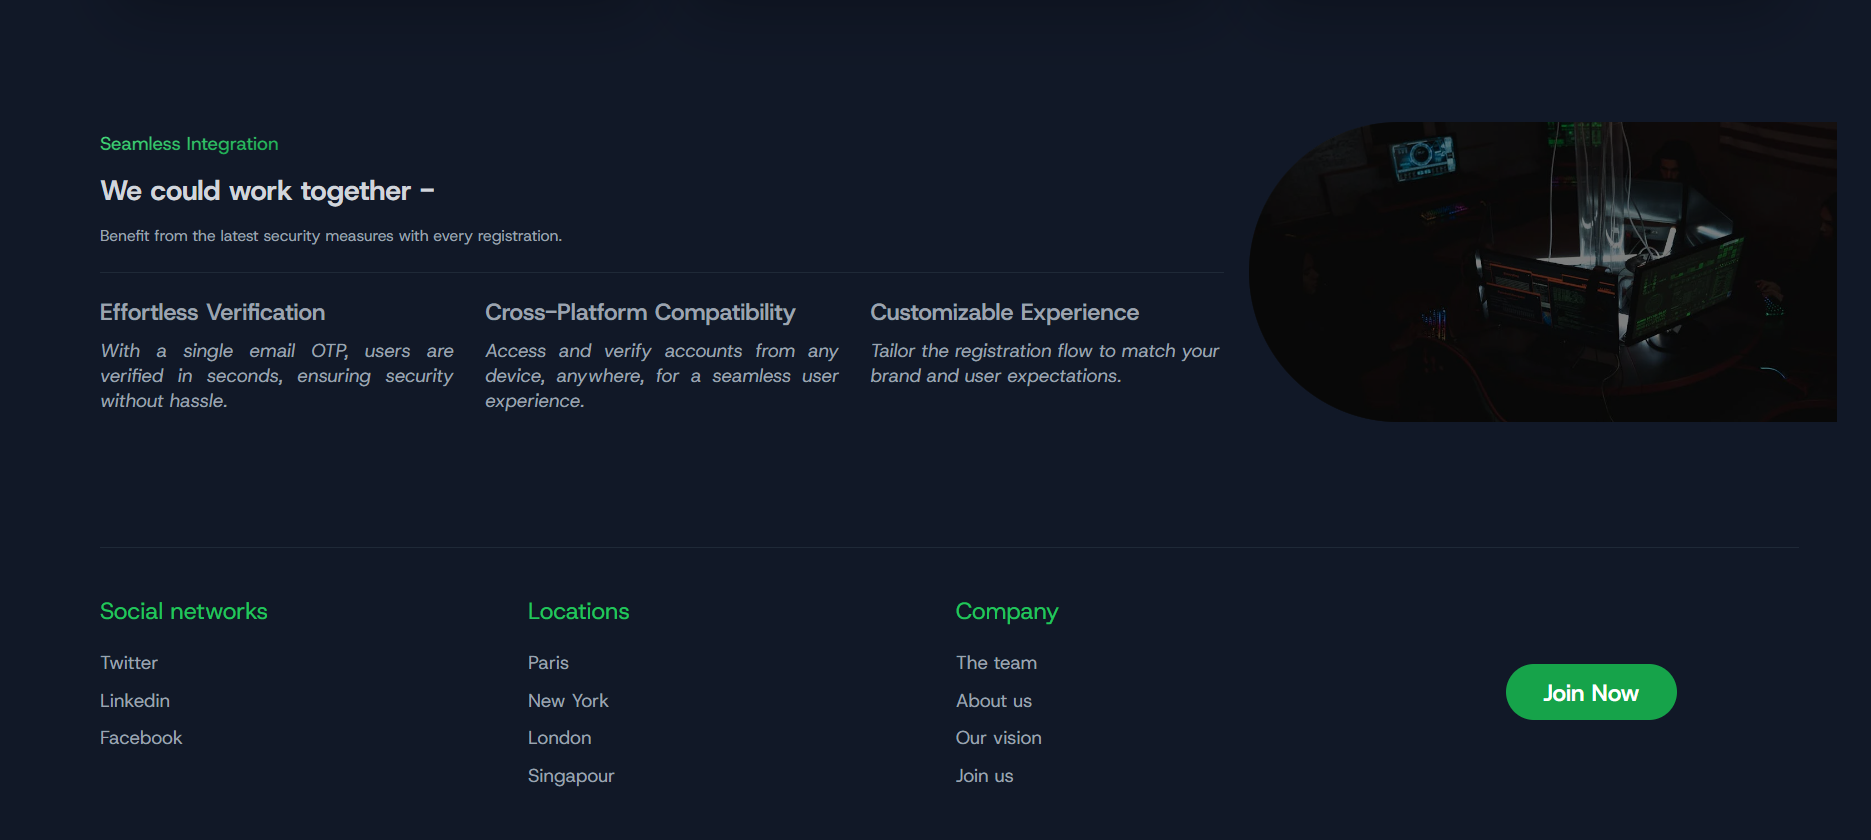 Seamless Integration
We could work together -
Benefit from the latest security measures with every registration.
Effortless Verification
With a single email OTP, users are
verified in seconds, ensuring security
without hassle.
Cross-Platform Compatibility
Access and verify accounts from any
device, anywhere, for a seamless user
experience.
Customizable Experience
Tailor the registration flow to match your
brand and user expectations.
Social networks
Twitter
Linkedin
Facebook
Locations
Paris
New York
London
Singapour
Company
The team
About us
Our vision
Join us
Join Now